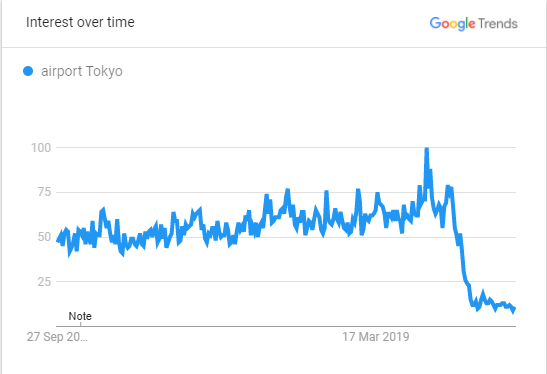 Interest over time
Google Trends
airport Tokyo
100
75
50
25
Note
27 Sep 20...
17 Mar 2019